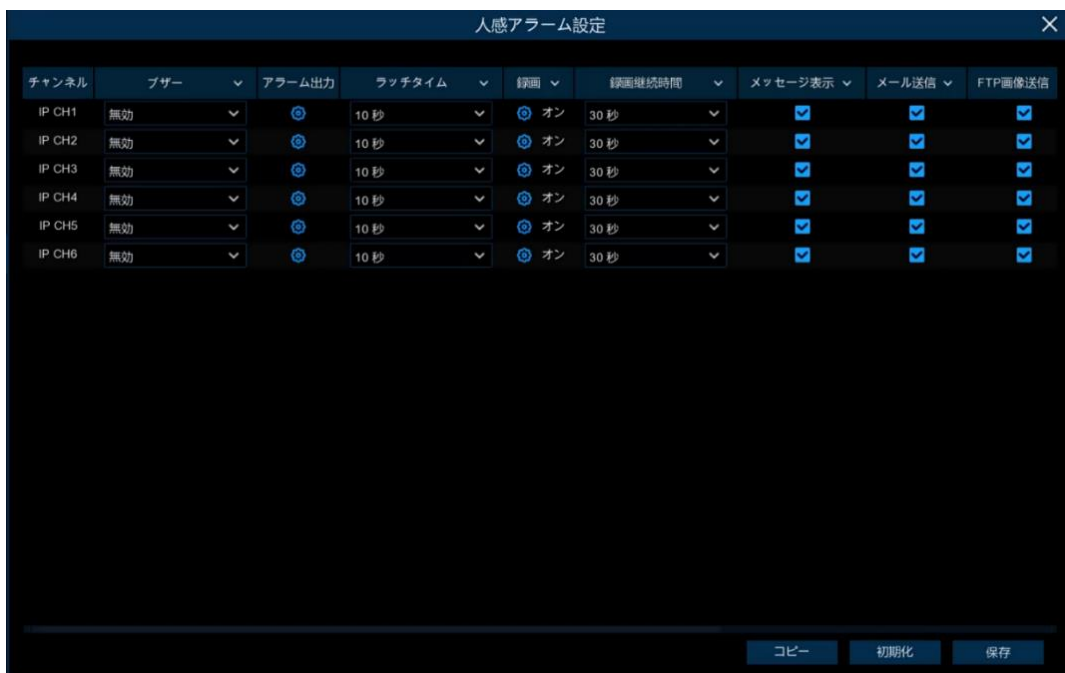 人感アラーム設定
チャンネル ブザー アラーム出力 ラッチタイム 録画 録画継続時間 メッセージ表示 メール送信 FTP画像送信
IP CH1 無効 10 秒 オン 30 秒
IP CH2 無効 10 秒 オン 30 秒
IP CH3 無効 10 秒 オン 30 秒
IP CH4 無効 10 秒 オン 30 秒
IP CH5 無効 10 秒 オン 30 秒
IP CH6 無効 10 秒 オン 30 秒
コピー 初期化 保存